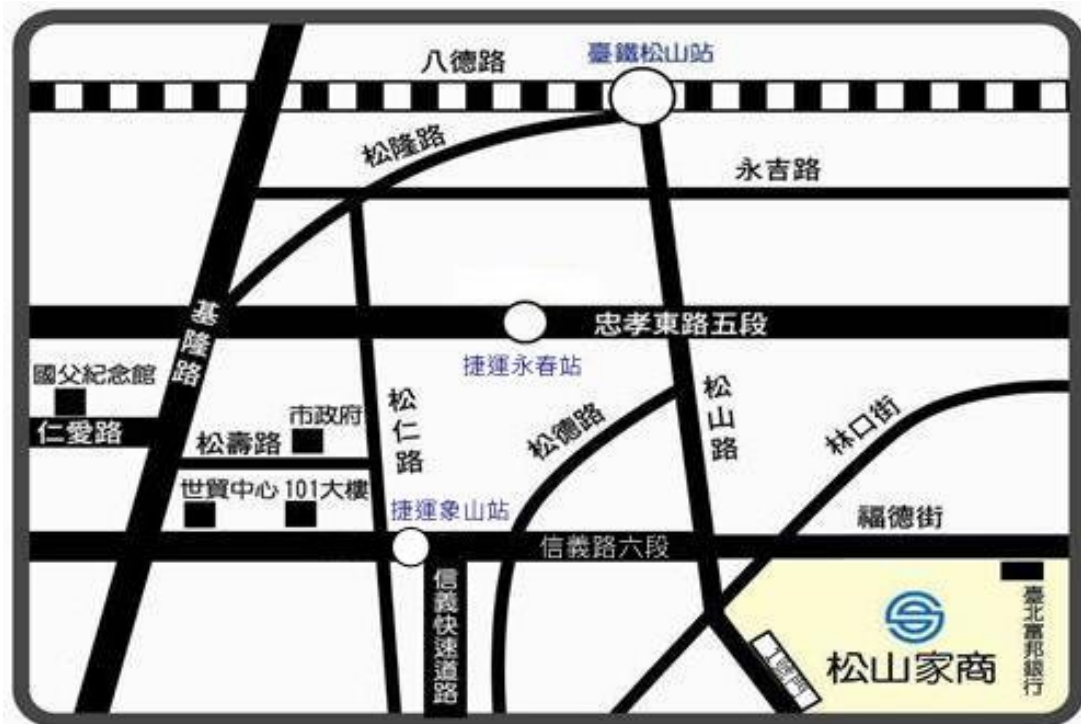 八德路
臺鐵松山站
松隆路
永吉路
基隆路
忠孝東路五段
捷運永春站
國父紀念館
仁愛路
松壽路
市政府
松仁路
松德路
松山路
林口街
世貿中心
101大樓
捷運象山站
信義路六段
福德街
信義快速道路
1號門
松山家商
臺北富邦銀行